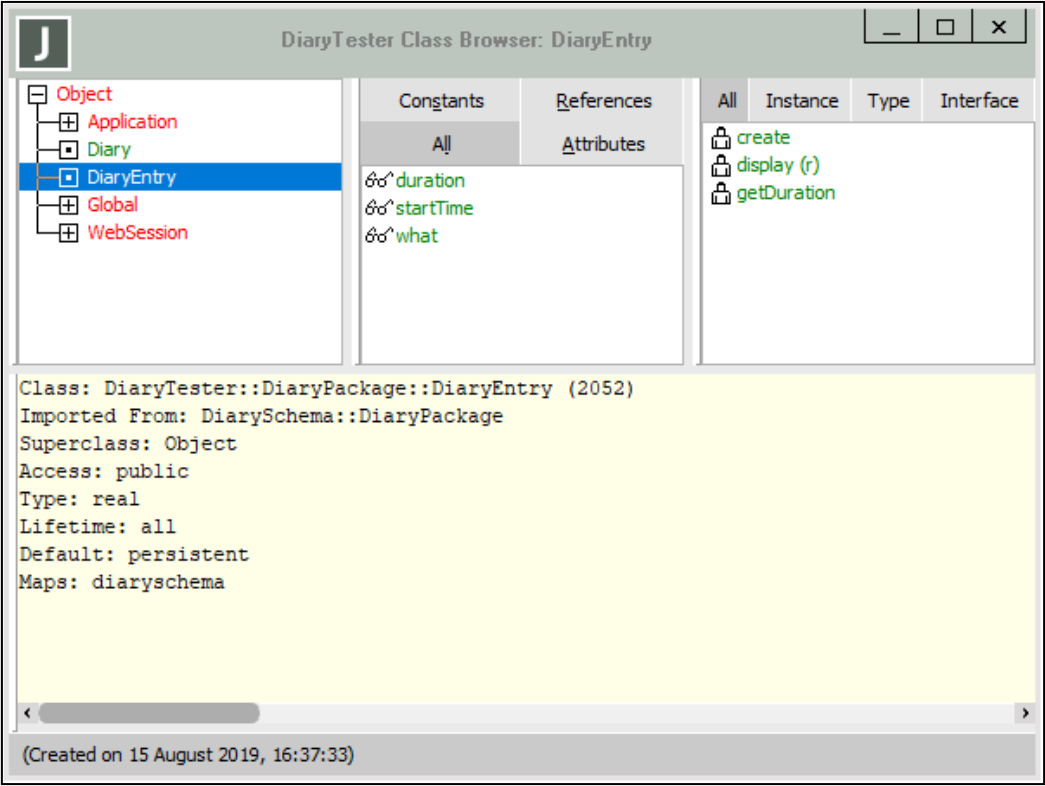 J
DiaryTester Class Browser: DiaryEntry
Object
Application
Diary
DiaryEntry
Global
WebSession
Constants References
All Attributes
duration
startTime
what
All Instance Type Interface
create
display (r)
getDuration
Class: DiaryTester::DiaryPackage::DiaryEntry (2052)
Imported From: DiarySchema::DiaryPackage
Superclass: Object
Access: public
Type: real
Lifetime: all
Default: persistent
Maps: diaryschema
(Created on 15 August 2019, 16:37:33)